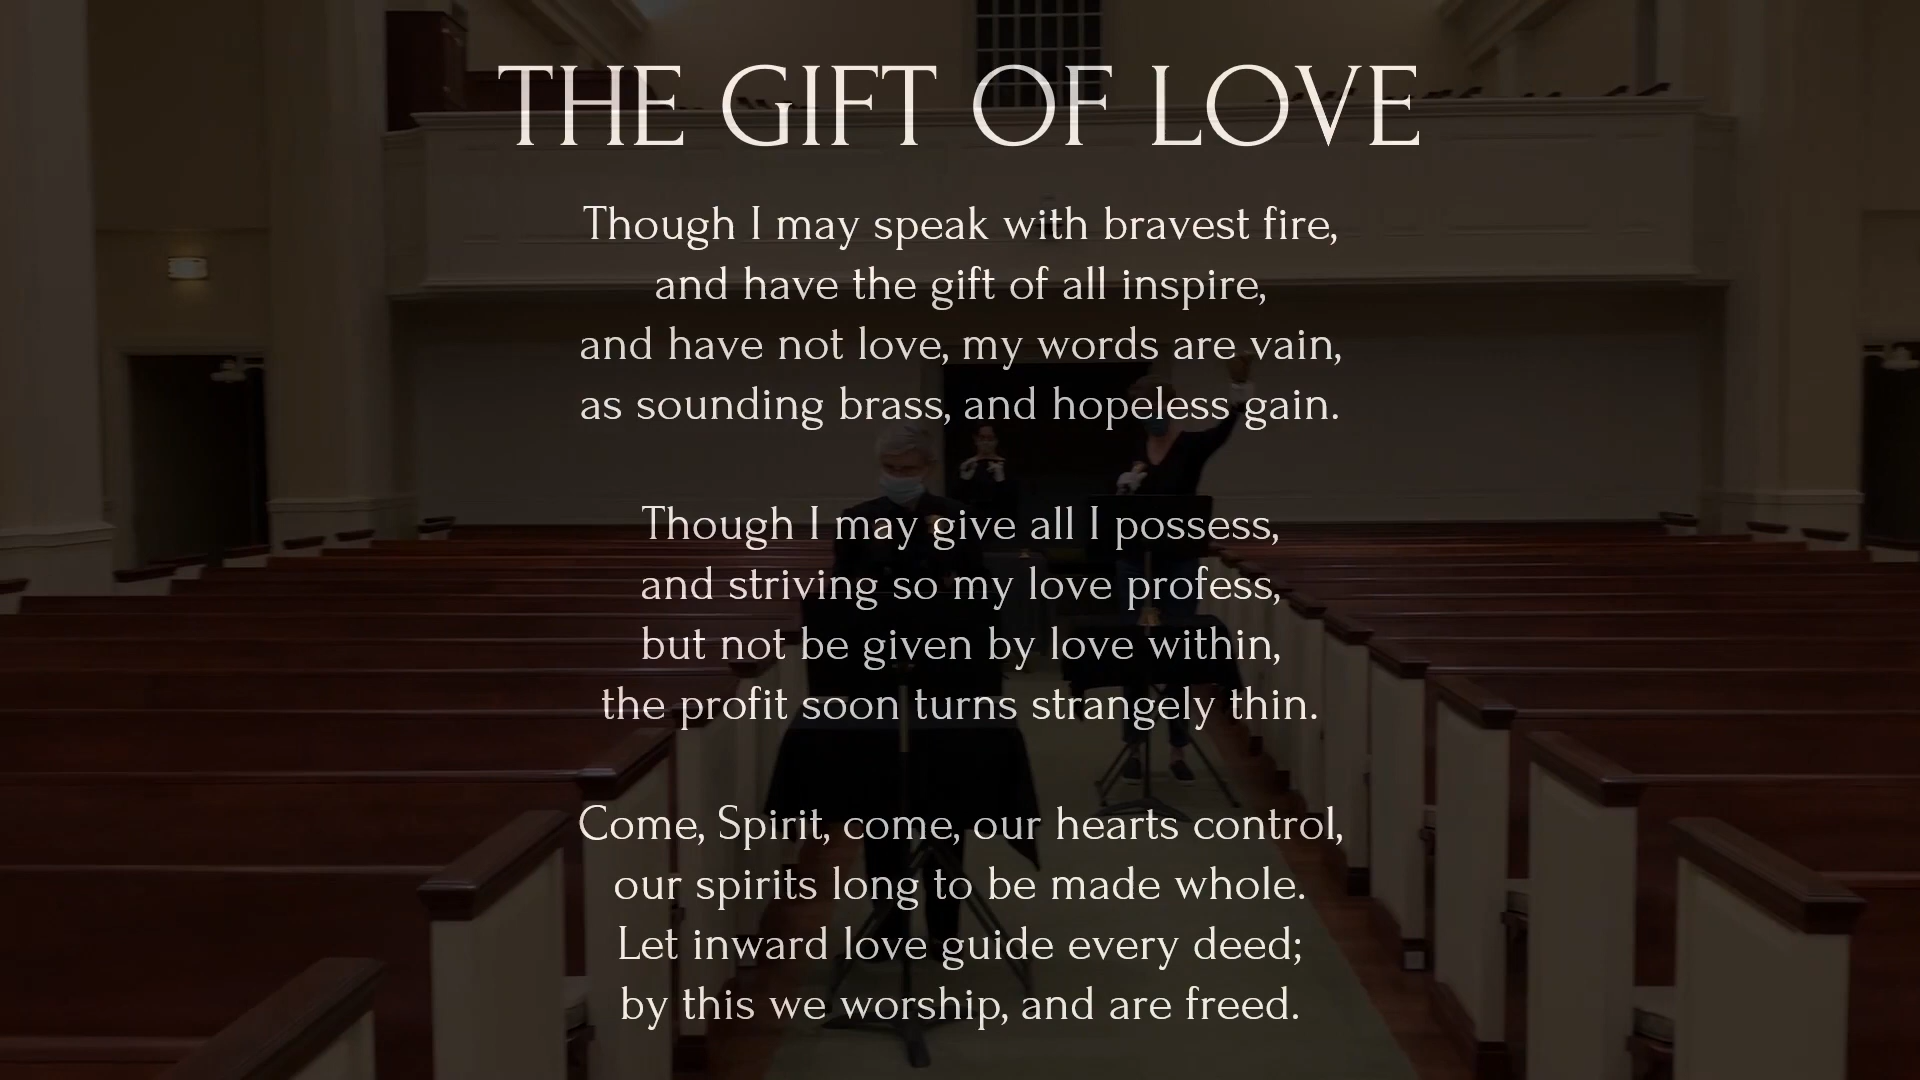 THE GIFT OF LOVE
Though I may speak with bravest fire,
and have the gift of all inspire,
and have not love, my words are vain,
as sounding brass, and hopeless gain.
Though I may give all I possess,
and striving so my love profess,
but not be given by love within,
the profit soon turns strangely thin.
Come, Spirit, come, our hearts control,
our spirits long to be made whole.
Let inward love guide every deed;
by this we worship, and are freed.